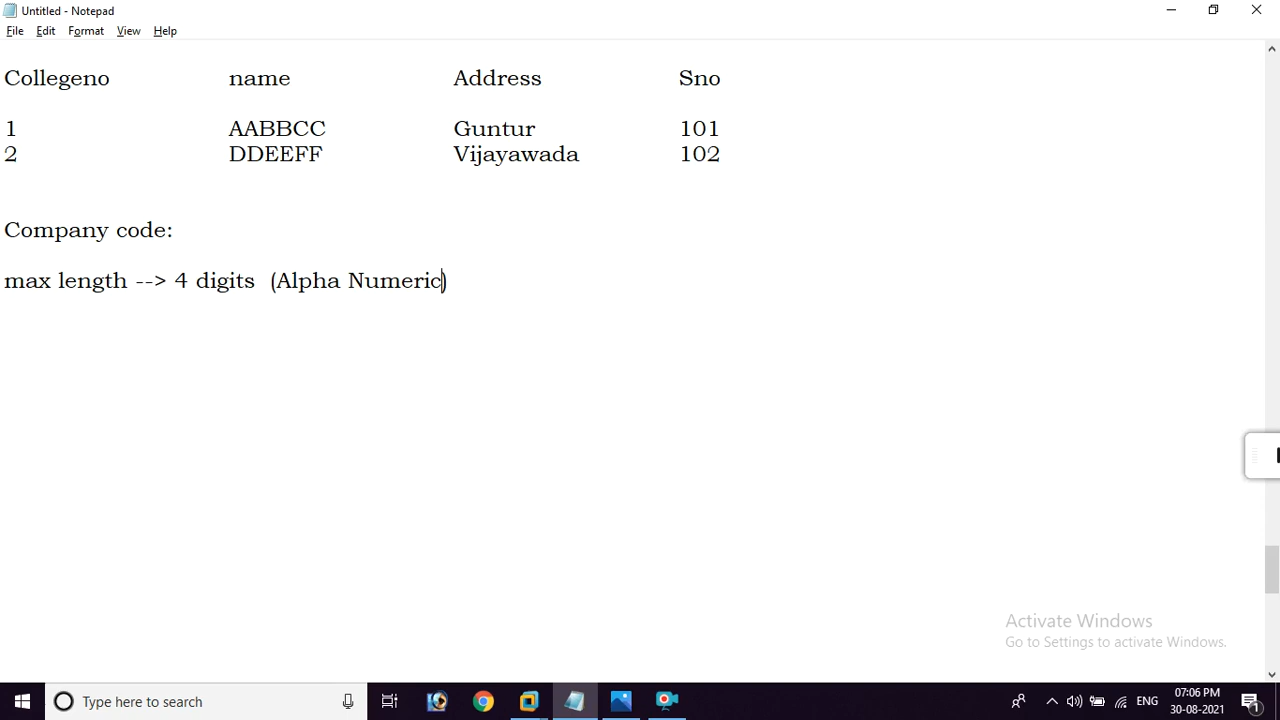 Untitled - Notepad
File Edit Format View Help
Collegeno name Address Sno
1 AABBCC Guntur 101
2 DDEEFF Vijayawada 102
Company code:
max length --> 4 digits (Alpha Numeric)
Activate Windows
Go to Settings to activate Windows.
Type here to search
ENG
07:06 PM
30-08-2021
1